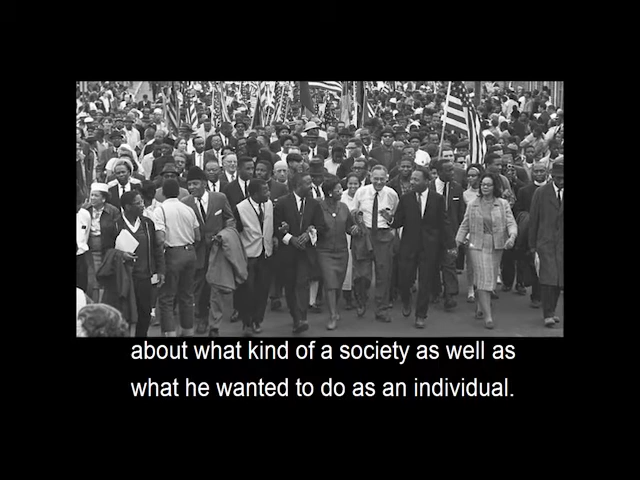 about what kind of a society as well as
what he wanted to do as an individual.